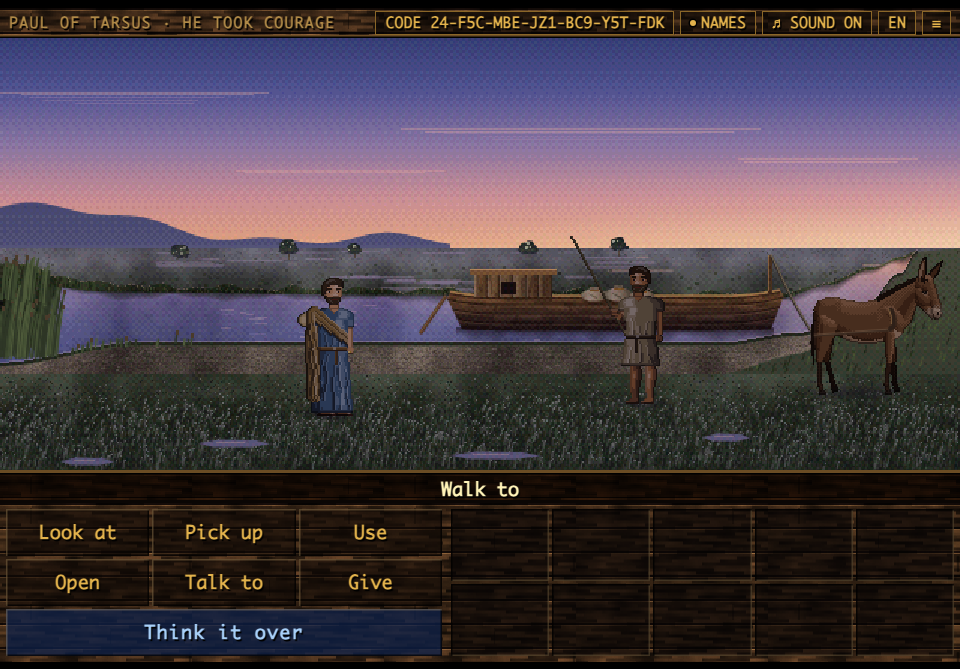 PAUL OF TARSUS · HE TOOK COURAGE
CODE 24-F5C-MBE-JZ1-BC9-Y5T-FDK
• NAMES
♬ SOUND ON
EN
≡
Walk to
Look at
Pick up
Use
Open
Talk to
Give
Think it over